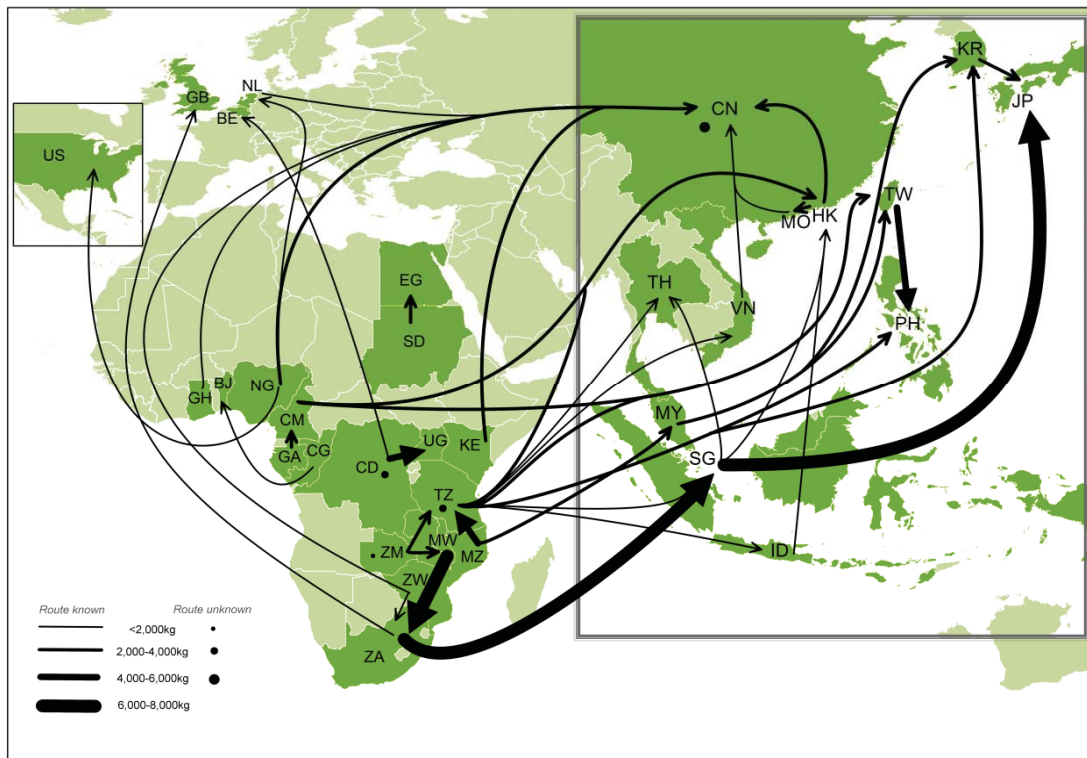 KR
NL
GB
CN
JP
BE
US
TW
MO HK
EG
TH
VN
SD
PH
BJ
NG
GH
MY
CM
UG
KE
GA
CG
SG
CD
TZ
MW
ZM
MZ
ID
ZW
ZA
Route known
Route unknown
<2,000kg
2,000-4,000kg
4,000-6,000kg
6,000-8,000kg